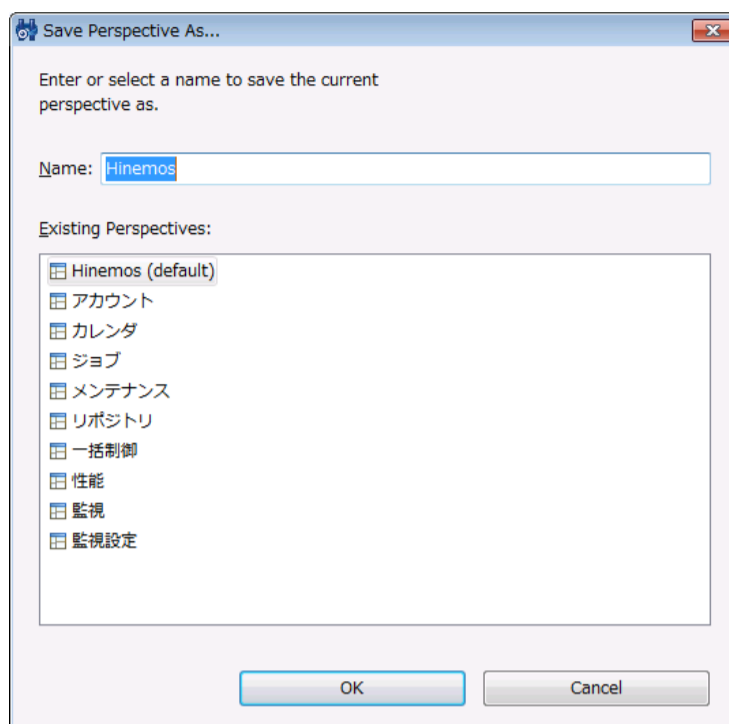 Save Perspective As...
Enter or select a name to save the current
perspective as.
Name: Hinemos
Existing Perspectives:
Hinemos (default)
アカウント
カレンダ
ジョブ
メンテナンス
リポジトリ
一括制御
性能
監視
監視設定
OK Cancel